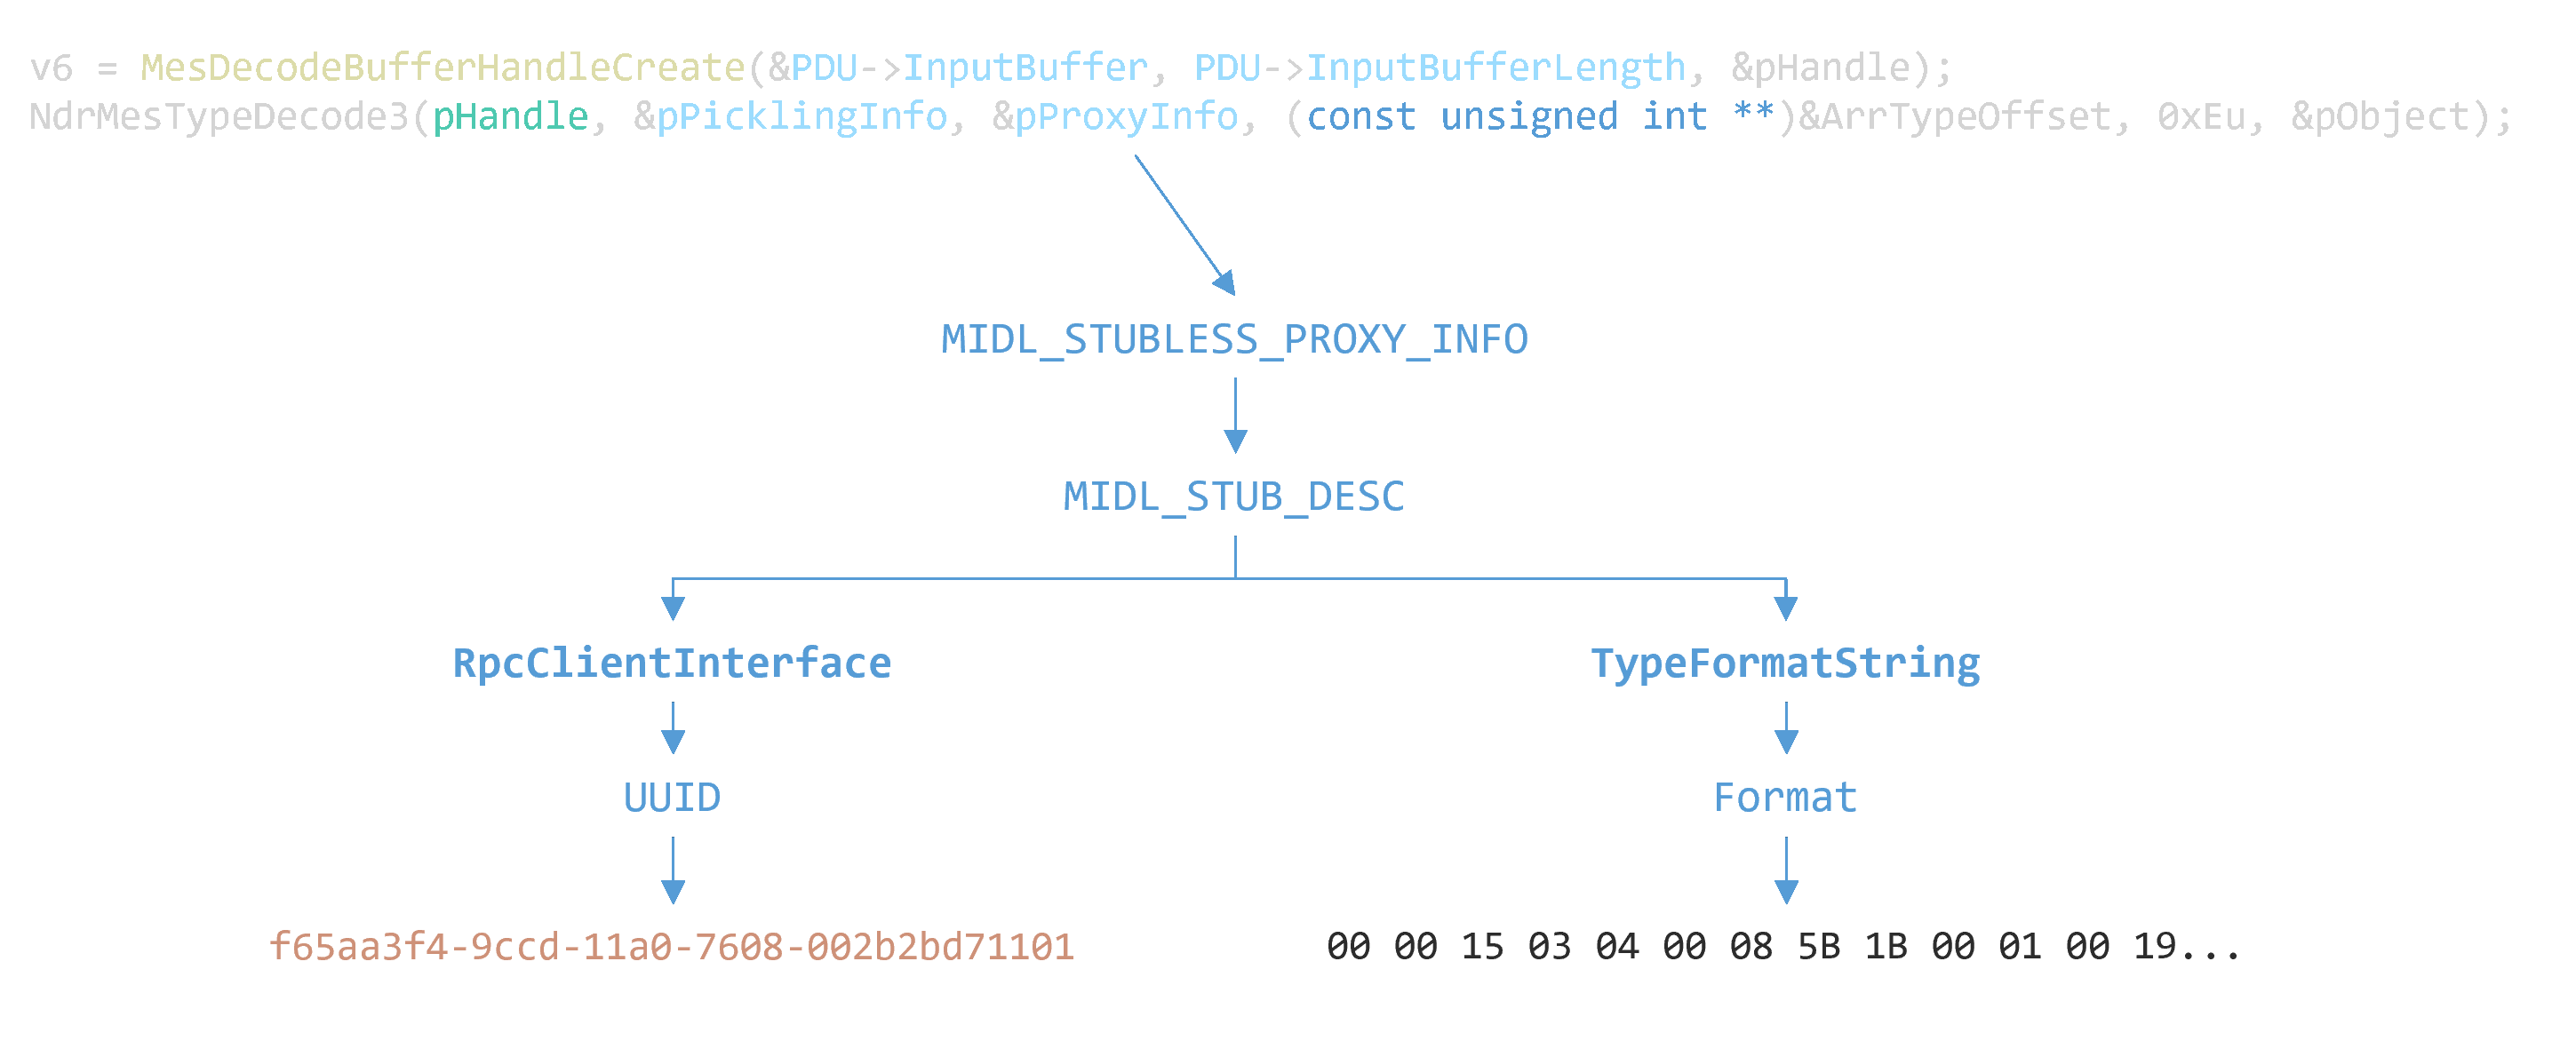 v6 = MesDecodeBufferHandleCreate(&PDU->InputBuffer, PDU->InputBufferLength, &pHandle);
NdrMesTypeDecode3(pHandle, &pPicklingInfo, &pProxyInfo, (const unsigned int **)&ArrTypeOffset, 0xEu, &pObject);
MIDL_STUBLESS_PROXY_INFO
MIDL_STUB_DESC
RpcClientInterface
TypeFormatString
UUID
Format
f65aa3f4-9ccd-11a0-7608-002b2bd71101
00 00 15 03 04 00 08 5B 1B 00 01 00 19...